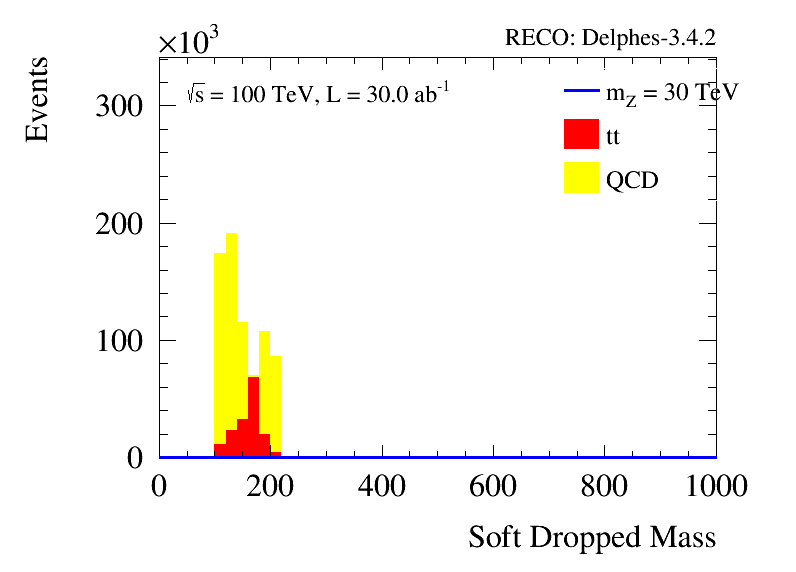 ×10³
RECO: Delphes-3.4.2
Events
√s = 100 TeV, L = 30.0 ab⁻¹
m_Z = 30 TeV
tt
QCD
300
200
100
0
0 200 400 600 800 1000
Soft Dropped Mass